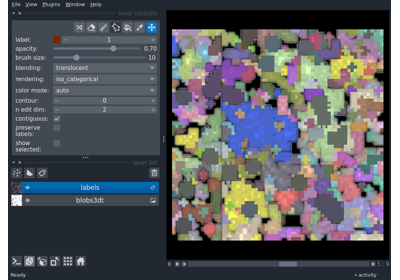 File View Plugins Window Help
layer controls
label: 1
opacity: 0.70
brush size: 10
blending: translucent
rendering: iso_categorical
color mode: auto
contour: 0
n edit dim: 2
contiguous:
preserve
labels:
show
selected:
layer list
labels
blobs3dt
Ready
activity